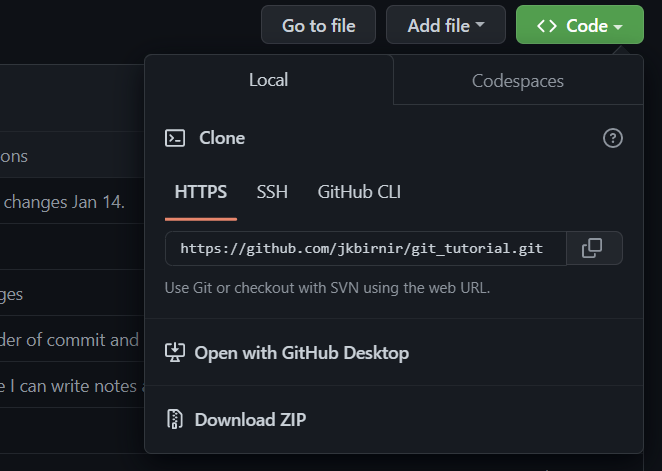 Go to file
Add file
<> Code
Local
Codespaces
Clone
HTTPS
SSH
GitHub CLI
https://github.com/jkbirnir/git_tutorial.git
Use Git or checkout with SVN using the web URL.
Open with GitHub Desktop
Download ZIP
ons
changes Jan 14.
ges
der of commit and
e I can write notes